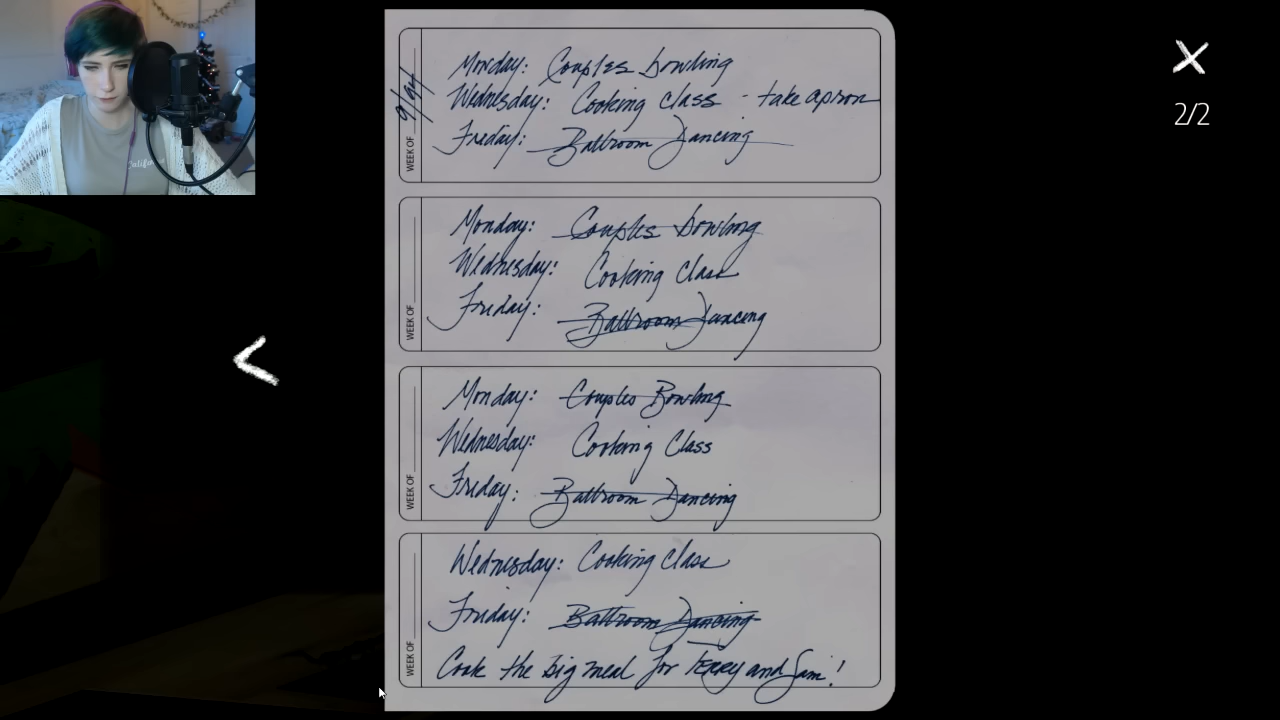 Monday: Couples bowling
Wednesday: Cooking class - take apron
Friday: Ballroom Dancing
WEEK OF 9/94
Monday: Couples bowling
Wednesday: Cooking Class
Friday: Ballroom Dancing
WEEK OF
Monday: Couples Bowling
Wednesday: Cooking Class
Friday: Ballroom Dancing
WEEK OF
Wednesday: Cooking Class
Friday: Ballroom Dancing
Cook the big meal for Terry and Sam!
WEEK OF
2/2